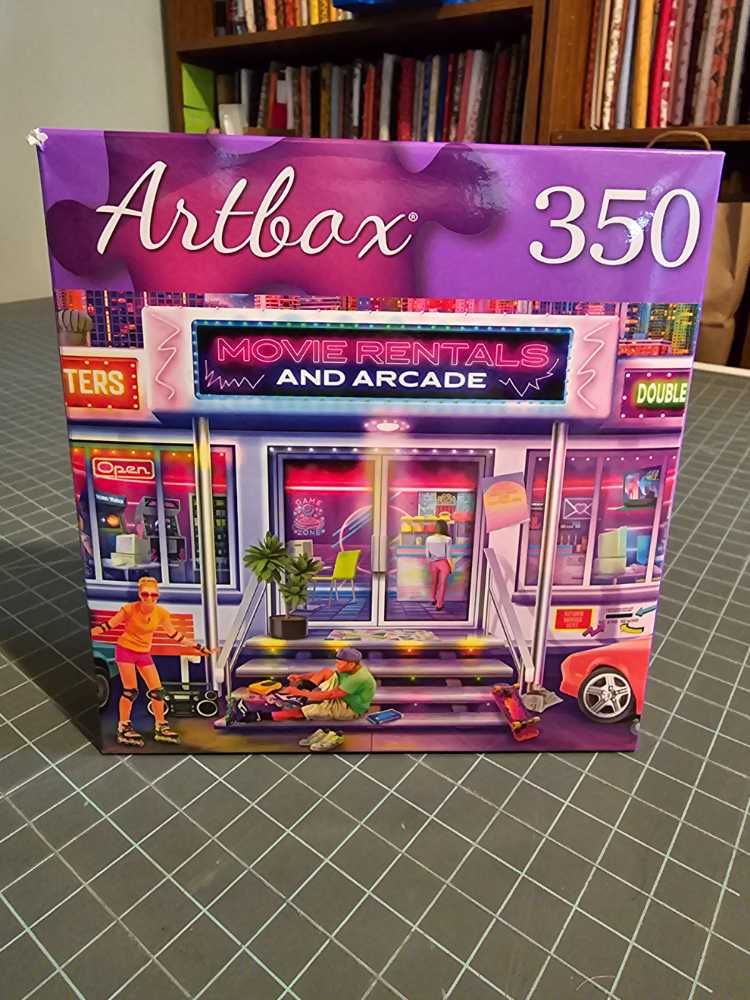 Artbox®
350
MOVIE RENTALS
AND ARCADE
TERS
DOUBLE
Open
GAME
ZONE